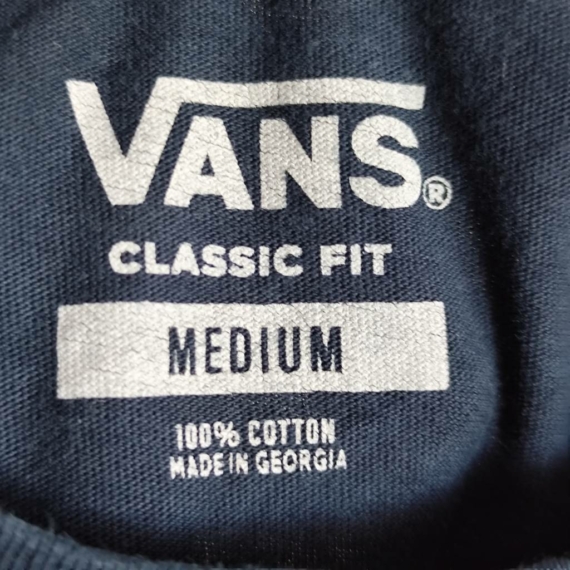 VANS®
CLASSIC FIT
MEDIUM
100% COTTON
MADE IN GEORGIA